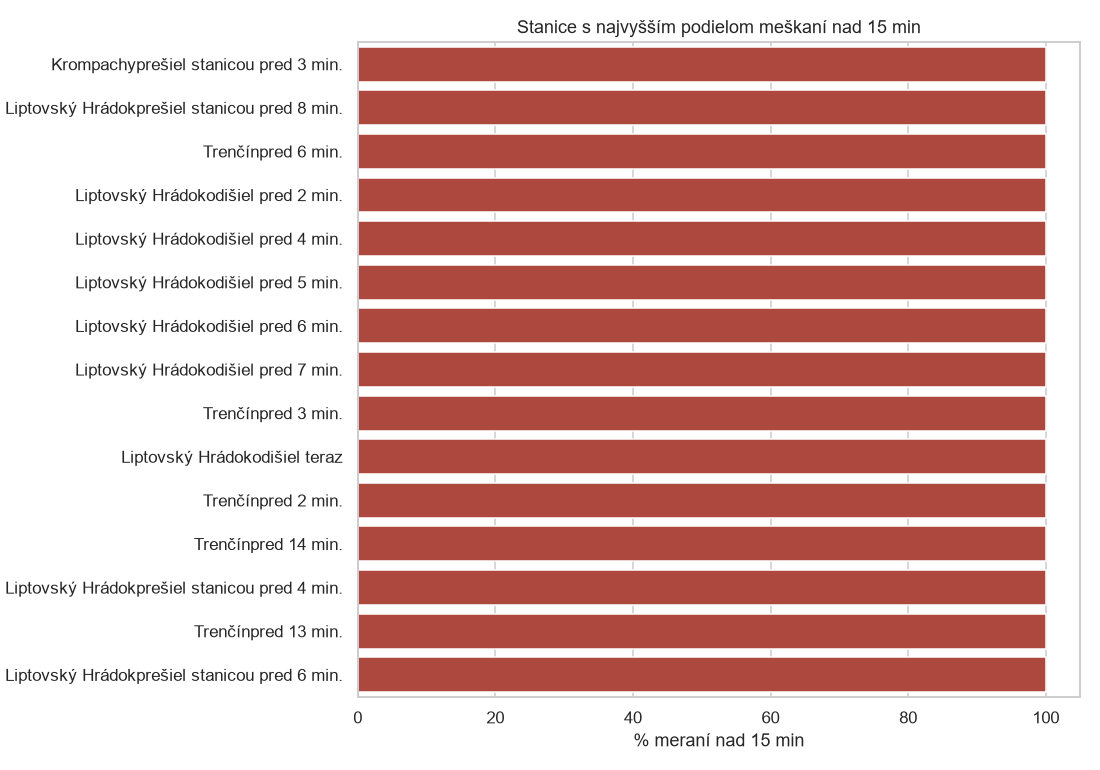 Stanice s najvyšším podielom meškaní nad 15 min
Krompachyprešiel stanicou pred 3 min.
Liptovský Hrádokprešiel stanicou pred 8 min.
Trenčínpred 6 min.
Liptovský Hrádokodišiel pred 2 min.
Liptovský Hrádokodišiel pred 4 min.
Liptovský Hrádokodišiel pred 5 min.
Liptovský Hrádokodišiel pred 6 min.
Liptovský Hrádokodišiel pred 7 min.
Trenčínpred 3 min.
Liptovský Hrádokodišiel teraz
Trenčínpred 2 min.
Trenčínpred 14 min.
Liptovský Hrádokprešiel stanicou pred 4 min.
Trenčínpred 13 min.
Liptovský Hrádokprešiel stanicou pred 6 min.
0 20 40 60 80 100
% meraní nad 15 min